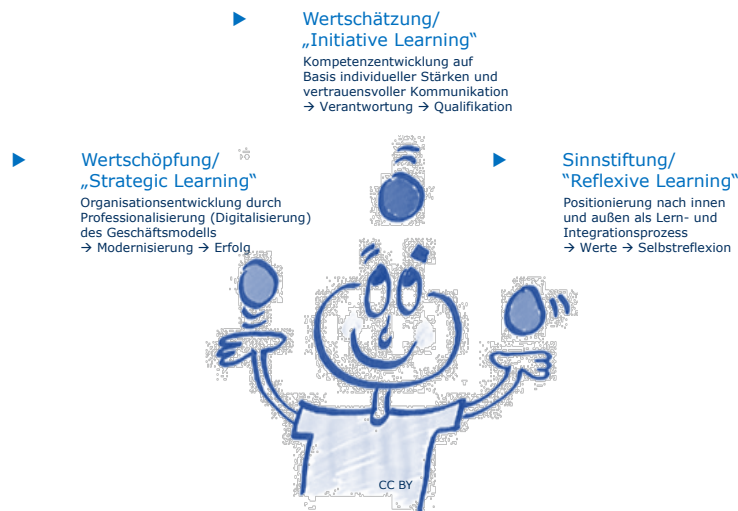 Wertschätzung/
„Initiative Learning“
Kompetenzentwicklung auf
Basis individueller Stärken und
vertrauensvoller Kommunikation
→ Verantwortung → Qualifikation
Wertschöpfung/
„Strategic Learning“
Organisationsentwicklung durch
Professionalisierung (Digitalisierung)
des Geschäftsmodells
→ Modernisierung → Erfolg
Sinnstiftung/
“Reflexive Learning“
Positionierung nach innen
und außen als Lern- und
Integrationsprozess
→ Werte → Selbstreflexion
CC BY